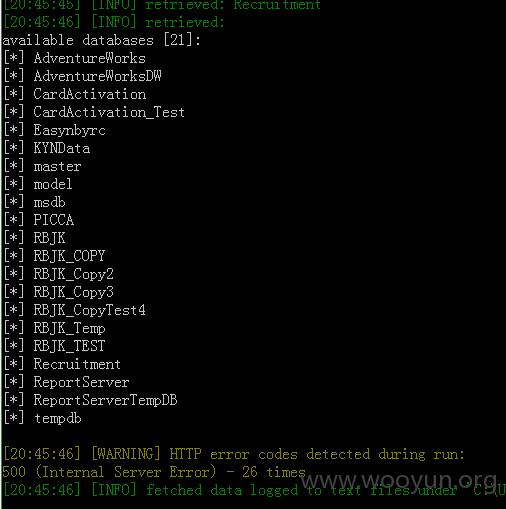 [20:45:45] [INFO] retrieved: Recruitment
[20:45:46] [INFO] retrieved:
available databases [21]:
[*] AdventureWorks
[*] AdventureWorksDW
[*] CardActivation
[*] CardActivation_Test
[*] Easynbyrc
[*] KYNData
[*] master
[*] model
[*] msdb
[*] PICCA
[*] RBJK
[*] RBJK_COPY
[*] RBJK_Copy2
[*] RBJK_Copy3
[*] RBJK_CopyTest4
[*] RBJK_Temp
[*] RBJK_TEST
[*] Recruitment
[*] ReportServer
[*] ReportServerTempDB
[*] tempdb
[20:45:46] [WARNING] HTTP error codes detected during run:
500 (Internal Server Error) - 26 times
www.wooyun.org
[20:45:46] [INFO] fetched data logged to text files under 'C:\U